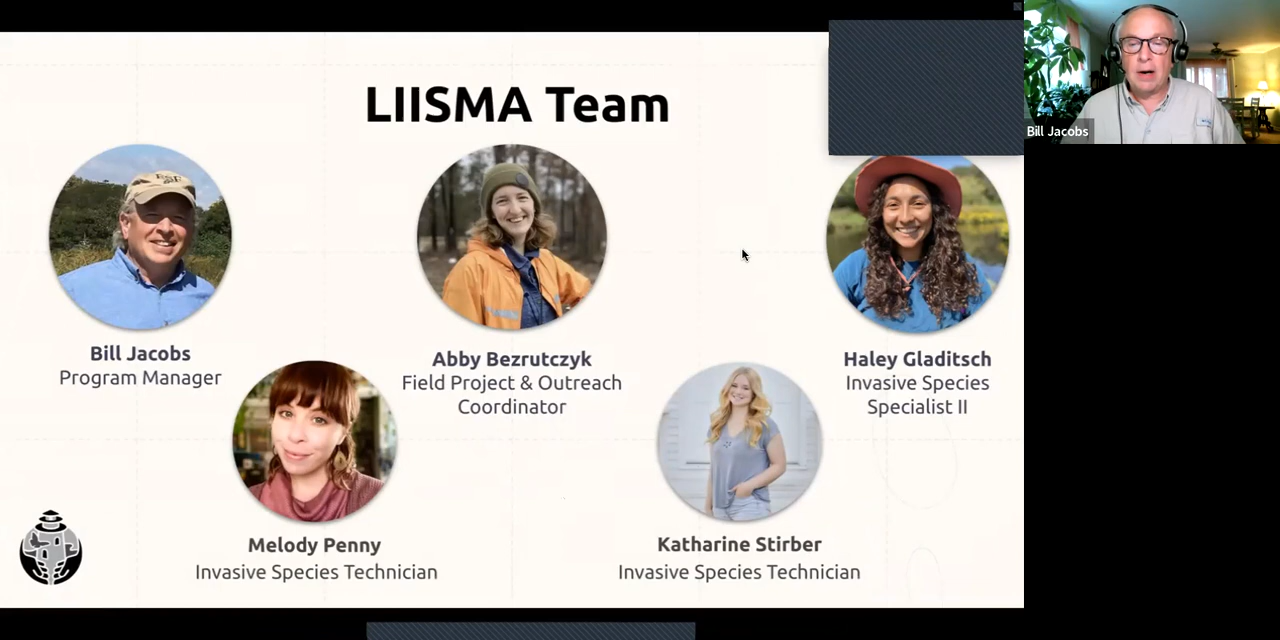 LIISMA Team
Bill Jacobs
Bill Jacobs
Program Manager
Abby Bezrutczyk
Field Project & Outreach
Coordinator
Haley Gladitsch
Invasive Species
Specialist II
Melody Penny
Invasive Species Technician
Katharine Stirber
Invasive Species Technician